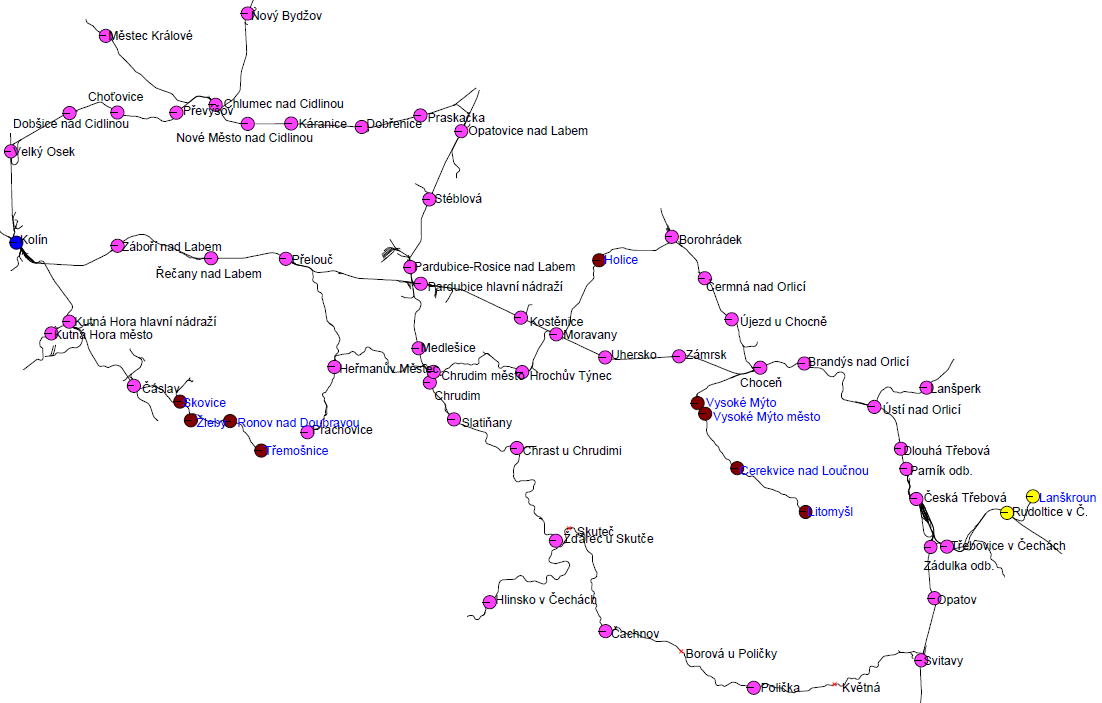 Nový Bydžov
Městec Králové
Choťovice
Chlumec nad Cidlinou
Převýšov
Dobšice nad Cidlinou
Nové Město nad Cidlinou
Káranice
Dobřenice
Praskačka
Opatovice nad Labem
Velký Osek
Stéblová
Kolín
Záboří nad Labem
Řečany nad Labem
Přelouč
Pardubice-Rosice nad Labem
Pardubice hlavní nádraží
Holice
Borohrádek
Čermná nad Orlicí
Újezd u Chocně
Kutná Hora hlavní nádraží
Kutná Hora město
Kostěnice
Moravany
Medlešice
Uhersko
Zámrsk
Brandýs nad Orlicí
Heřmanův Městec
Chrudim město
Hrochův Týnec
Choceň
Čáslav
Chrudim
Lanšperk
Skovice
Vysoké Mýto
Vysoké Mýto město
Ústí nad Orlicí
Žleby
Ronov nad Doubravou
Prachovice
Slatiňany
Třemošnice
Chrast u Chrudimi
Dlouhá Třebová
Parník odb.
Cerekvice nad Loučnou
Česká Třebová
Lanškroun
Litomyšl
Rudoltice v Č.
Skuteč
Žďárec u Skutče
Třebovice v Čechách
Zádulka odb.
Hlinsko v Čechách
Opatov
Čachnov
Borová u Poličky
Svitavy
Polička
Květná